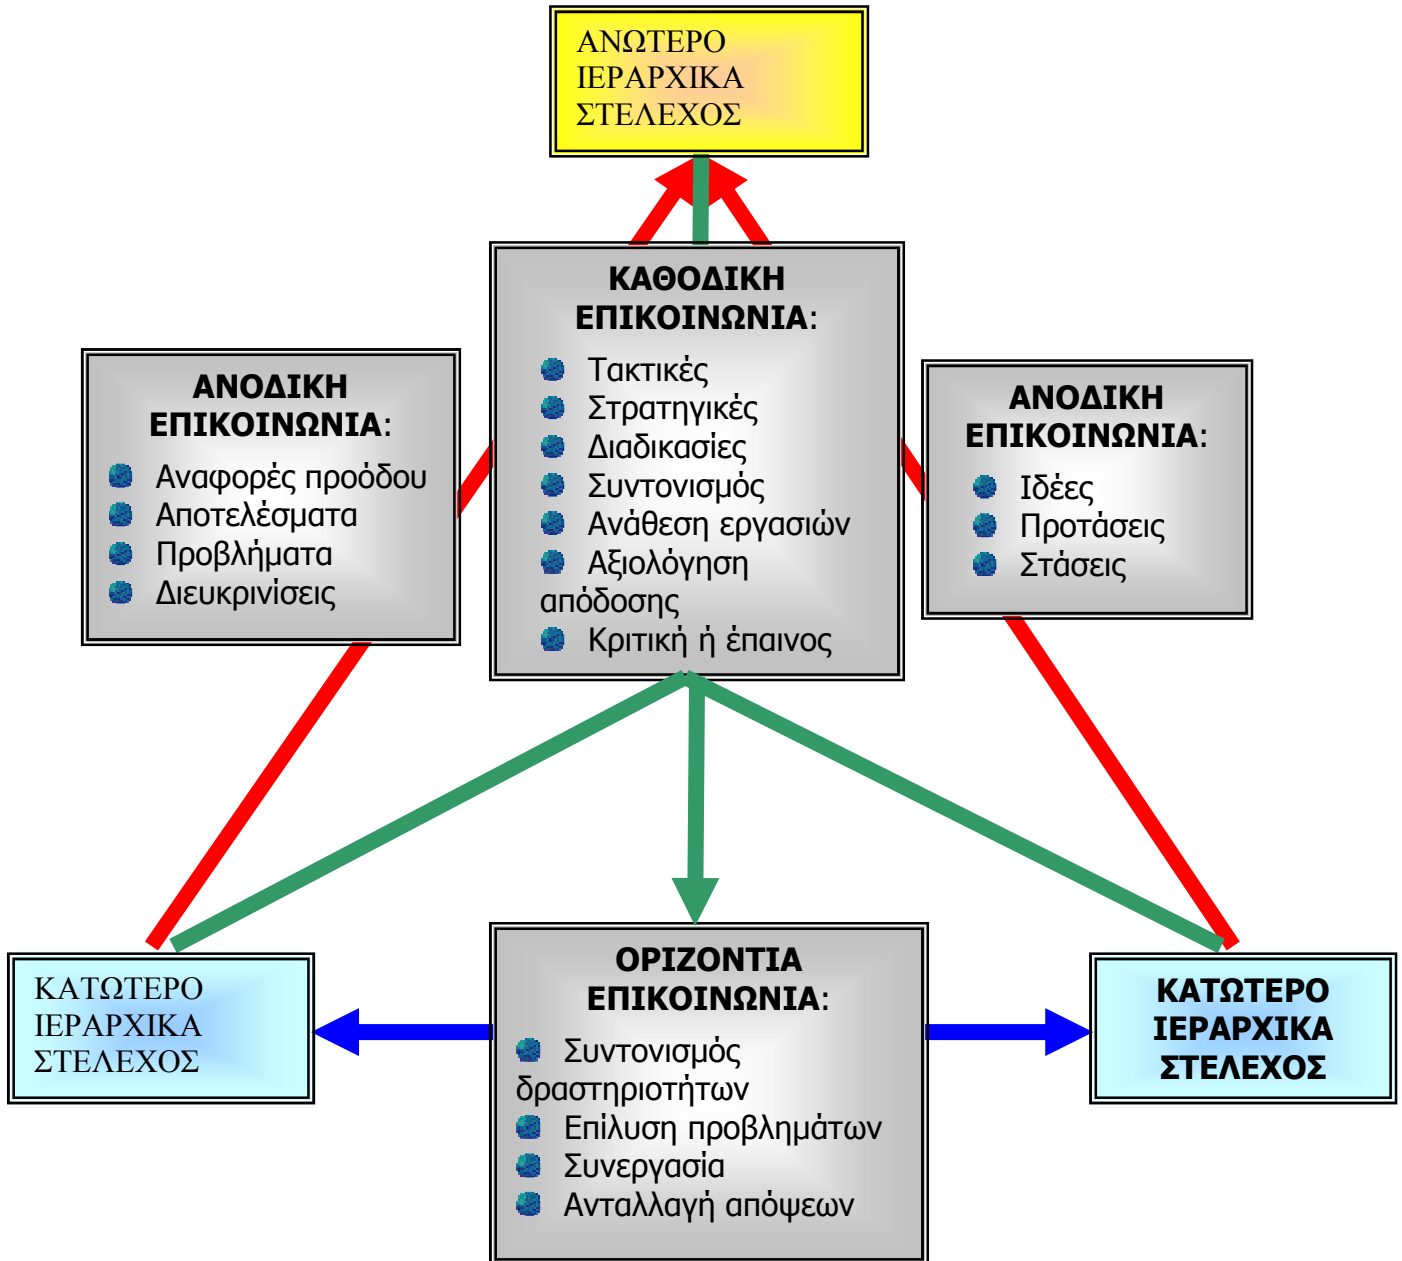 ΑΝΩΤΕΡΟ
ΙΕΡΑΡΧΙΚΑ
ΣΤΕΛΕΧΟΣ
ΚΑΘΟΔΙΚΗ
ΕΠΙΚΟΙΝΩΝΙΑ:
Τακτικές
Στρατηγικές
Διαδικασίες
Συντονισμός
Ανάθεση εργασιών
Αξιολόγηση
απόδοσης
Κριτική ή έπαινος
ΑΝΟΔΙΚΗ
ΕΠΙΚΟΙΝΩΝΙΑ:
Αναφορές προόδου
Αποτελέσματα
Προβλήματα
Διευκρινίσεις
ΑΝΟΔΙΚΗ
ΕΠΙΚΟΙΝΩΝΙΑ:
Ιδέες
Προτάσεις
Στάσεις
ΚΑΤΩΤΕΡΟ
ΙΕΡΑΡΧΙΚΑ
ΣΤΕΛΕΧΟΣ
ΟΡΙΖΟΝΤΙΑ
ΕΠΙΚΟΙΝΩΝΙΑ:
Συντονισμός
δραστηριοτήτων
Επίλυση προβλημάτων
Συνεργασία
Ανταλλαγή απόψεων
ΚΑΤΩΤΕΡΟ
ΙΕΡΑΡΧΙΚΑ
ΣΤΕΛΕΧΟΣ